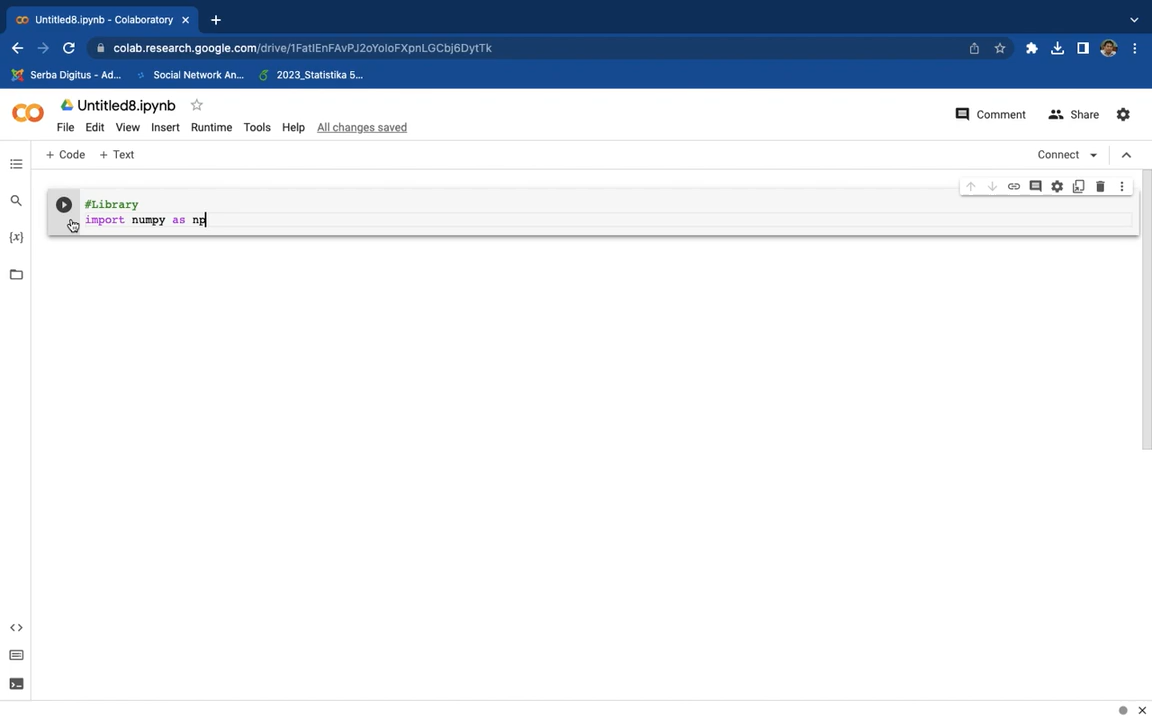 Untitled8.ipynb - Colaboratory
colab.research.google.com/drive/1FatIEnFAvPJ2oYoIoFXpnLGCbj6DytTk
Serba Digitus - Ad...
Social Network An...
2023_Statistika 5...
Untitled8.ipynb
Comment
Share
File Edit View Insert Runtime Tools Help All changes saved
+ Code + Text
Connect
#Library
import numpy as np
{x}